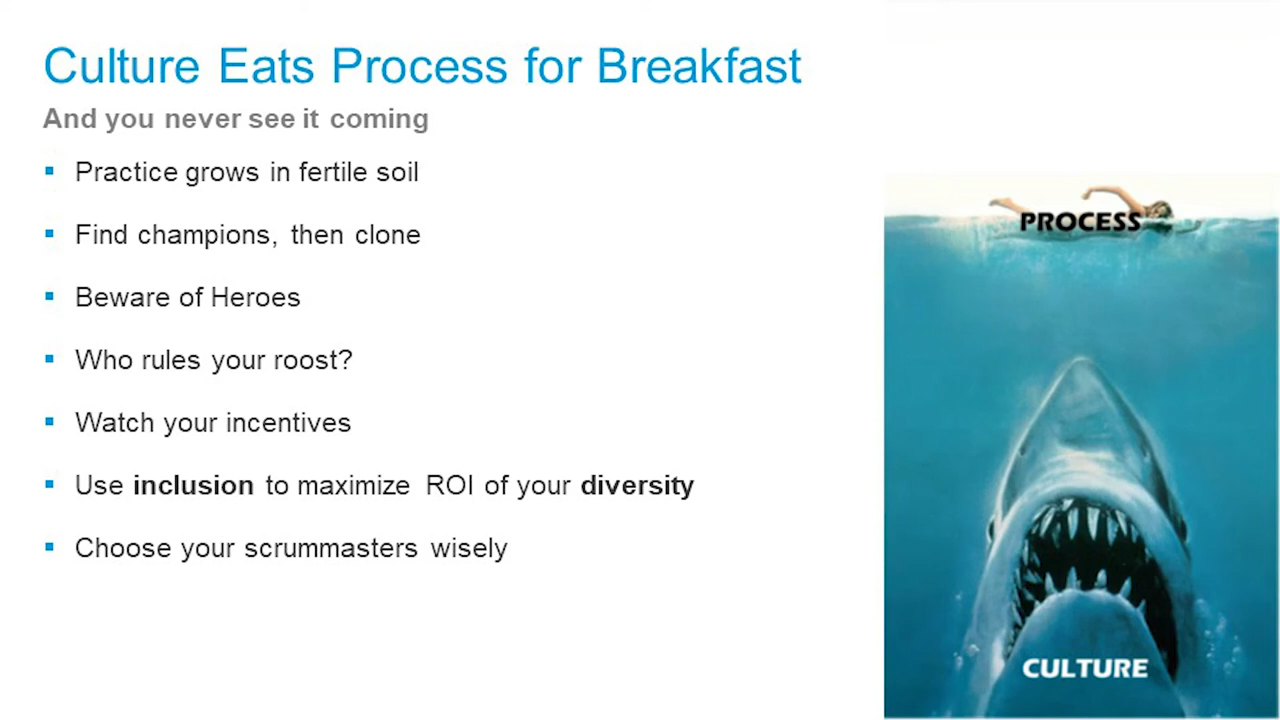 Culture Eats Process for Breakfast
And you never see it coming
Practice grows in fertile soil
Find champions, then clone
Beware of Heroes
Who rules your roost?
Watch your incentives
Use inclusion to maximize ROI of your diversity
Choose your scrummasters wisely
PROCESS
CULTURE